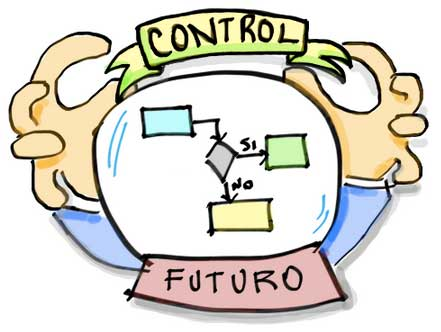 CONTROL
SI
NO
FUTURO